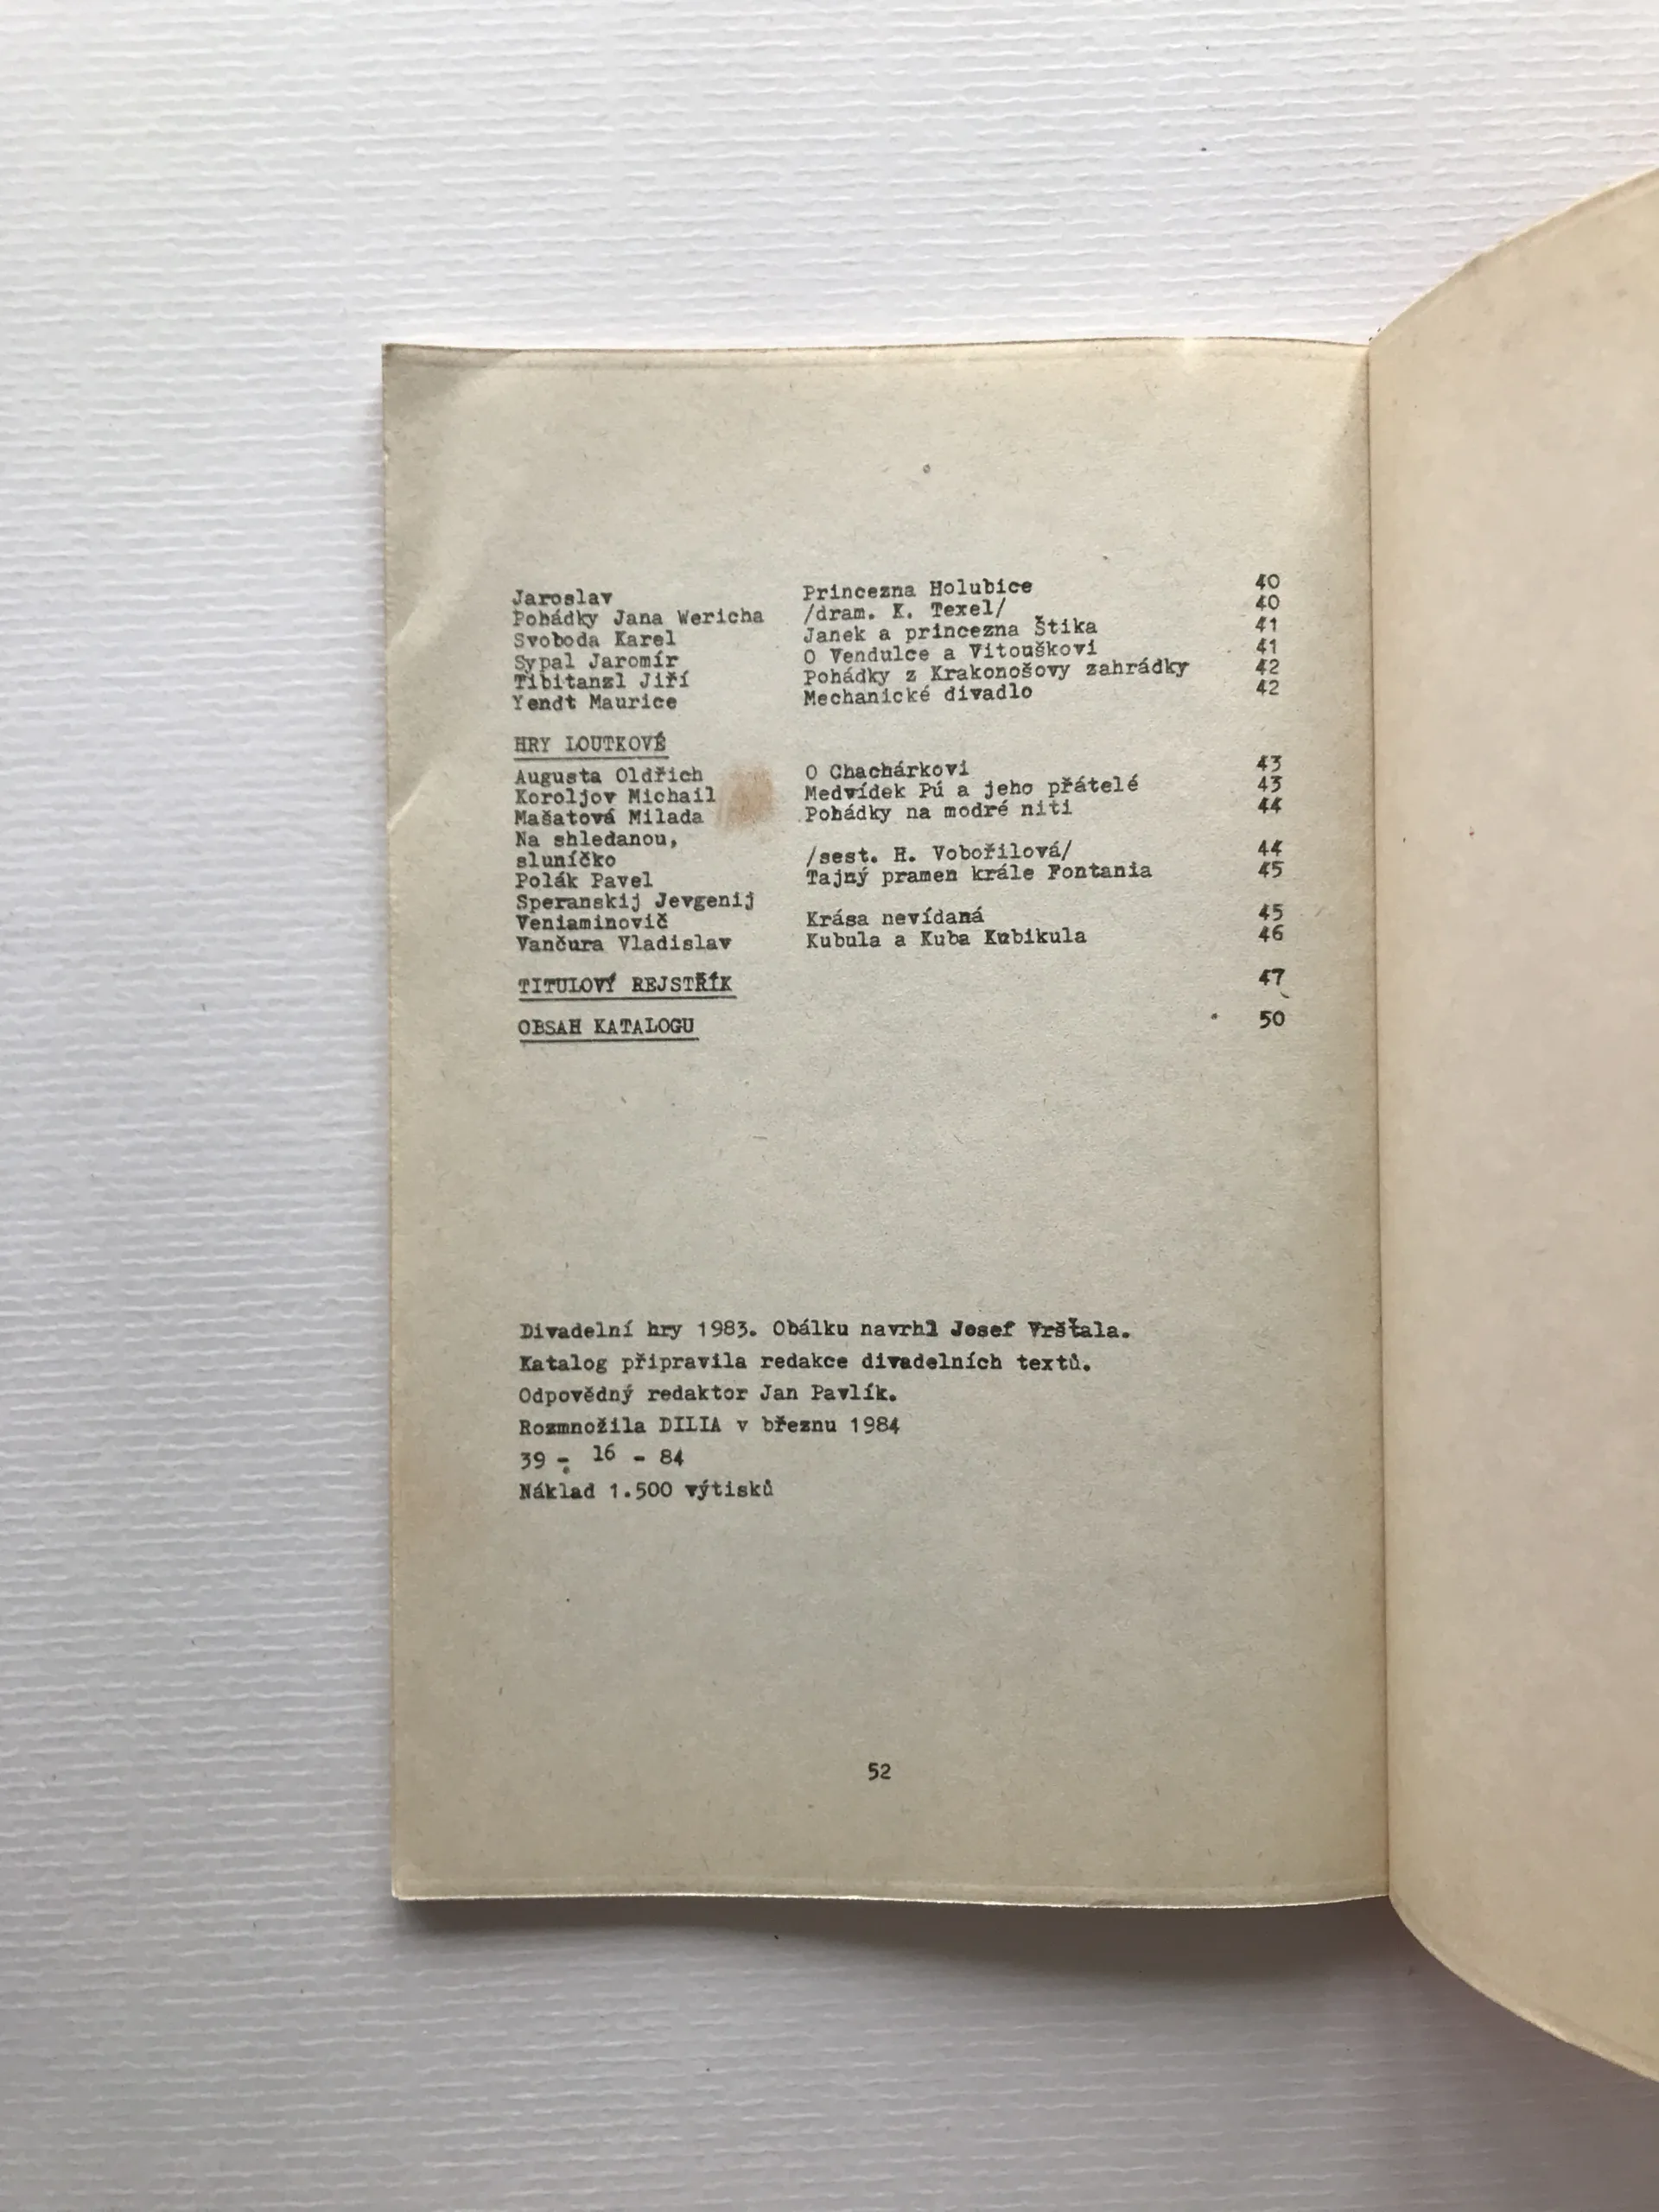 Jaroslav Princezna Holubice 40
Pohádky Jana Wericha /dram. K. Texel/ 40
Svoboda Karel Janek a princezna Štika 41
Sypal Jaromír O Vendulce a Vitouškovi 41
Tibitanzl Jiří Pohádky z Krakonošovy zahrádky 42
Yendt Maurice Mechanické divadlo 42
HRY LOUTKOVÉ
Augusta Oldřich O Chachárkovi 43
Koroljov Michail Medvídek Pú a jeho přátelé 43
Mašatová Milada Pohádky na modré niti 44
Na shledanou,
sluníčko /sest. H. Vobořilová/ 44
Polák Pavel Tajný pramen krále Fontania 45
Speranskij Jevgenij
Veniaminovič Krása nevídaná 45
Vančura Vladislav Kubula a Kuba Kubikula 46
TITULOVÝ REJSTŘÍK 47
OBSAH KATALOGU 50
Divadelní hry 1983. Obálku navrhl Josef Vršťala.
Katalog připravila redakce divadelních textů.
Odpovědný redaktor Jan Pavlík.
Rozmnožila DILIA v březnu 1984
39 - 16 - 84
Náklad 1.500 výtisků
52